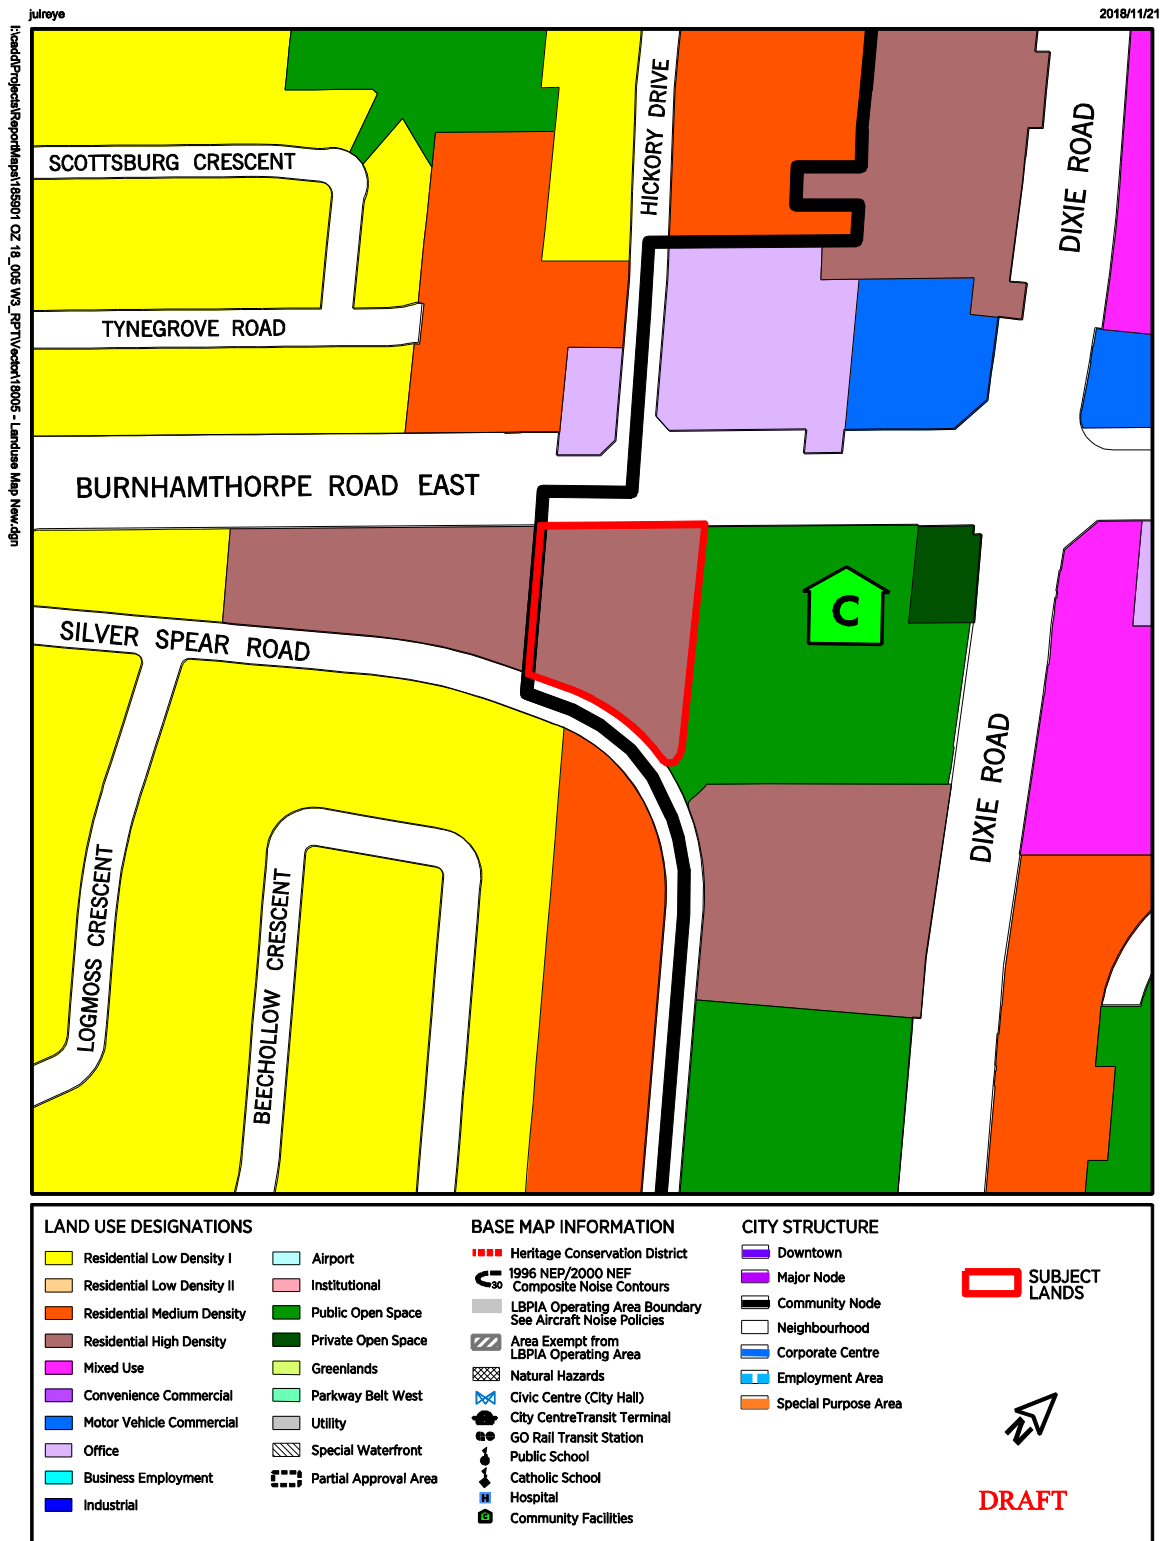 julreye
2018/11/21
I:\cadd\Projects\ReportMaps\185901 OZ 18_005 W3_RPT\Vector\18005 - Landuse Map New.dgn
HICKORY DRIVE
DIXIE ROAD
SCOTTSBURG CRESCENT
TYNEGROVE ROAD
BURNHAMTHORPE ROAD EAST
C
SILVER SPEAR ROAD
DIXIE ROAD
LOGMOSS CRESCENT
BEECHOLLOW CRESCENT
LAND USE DESIGNATIONS
Residential Low Density I
Residential Low Density II
Residential Medium Density
Residential High Density
Mixed Use
Convenience Commercial
Motor Vehicle Commercial
Office
Business Employment
Industrial
Airport
Institutional
Public Open Space
Private Open Space
Greenlands
Parkway Belt West
Utility
Special Waterfront
Partial Approval Area
BASE MAP INFORMATION
Heritage Conservation District
30
1996 NEP/2000 NEF
Composite Noise Contours
LBPIA Operating Area Boundary
See Aircraft Noise Policies
Area Exempt from
LBPIA Operating Area
Natural Hazards
Civic Centre (City Hall)
City CentreTransit Terminal
GO Rail Transit Station
Public School
Catholic School
H
Hospital
C
Community Facilities
CITY STRUCTURE
Downtown
Major Node
Community Node
Neighbourhood
Corporate Centre
Employment Area
Special Purpose Area
SUBJECT
LANDS
N
DRAFT